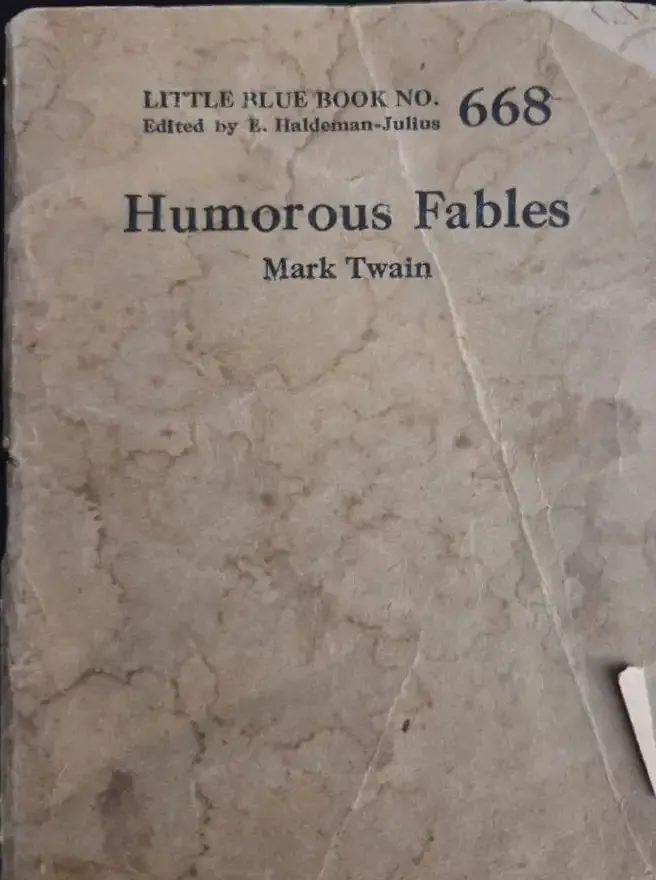 LITTLE BLUE BOOK NO. 668
Edited by E. Haldeman-Julius
Humorous Fables
Mark Twain